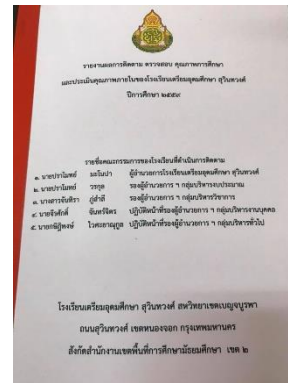 รายงานผลการติดตาม ตรวจสอบ คุณภาพการศึกษา
และประเมินคุณภาพภายในของโรงเรียนเตรียมอุดมศึกษา สุวินทวงศ์
ปีการศึกษา ๒๕๕๙
รายชื่อคณะกรรมการของโรงเรียนที่ดำเนินการติดตาม
๑. นายปราโมทย์ มะโนปา ผู้อำนวยการโรงเรียนเตรียมอุดมศึกษา สุวินทวงศ์
๒. นายปราโมทย์ วรกุล รองผู้อำนวยการ ฯ กลุ่มบริหารงบประมาณ
๓. นางสาวจันทิรา ภู่สำลี รองผู้อำนวยการ ฯ กลุ่มบริหารวิชาการ
๔. นายจิรศักดิ์ จันทร์จิตร ปฏิบัติหน้าที่รองผู้อำนวยการ ฯ กลุ่มบริหารงานบุคคล
๕. ปฏิบัติหน้าที่รองผู้อำนวยการ ฯ กลุ่มบริหารทั่วไป
โรงเรียนเตรียมอุดมศึกษา สุวินทวงศ์ สหวิทยาเขตเบญจบูรพา
ถนนสุวินทวงศ์ เขตหนองจอก กรุงเทพมหานคร
สังกัดสำนักงานเขตพื้นที่การศึกษามัธยมศึกษา เขต ๒